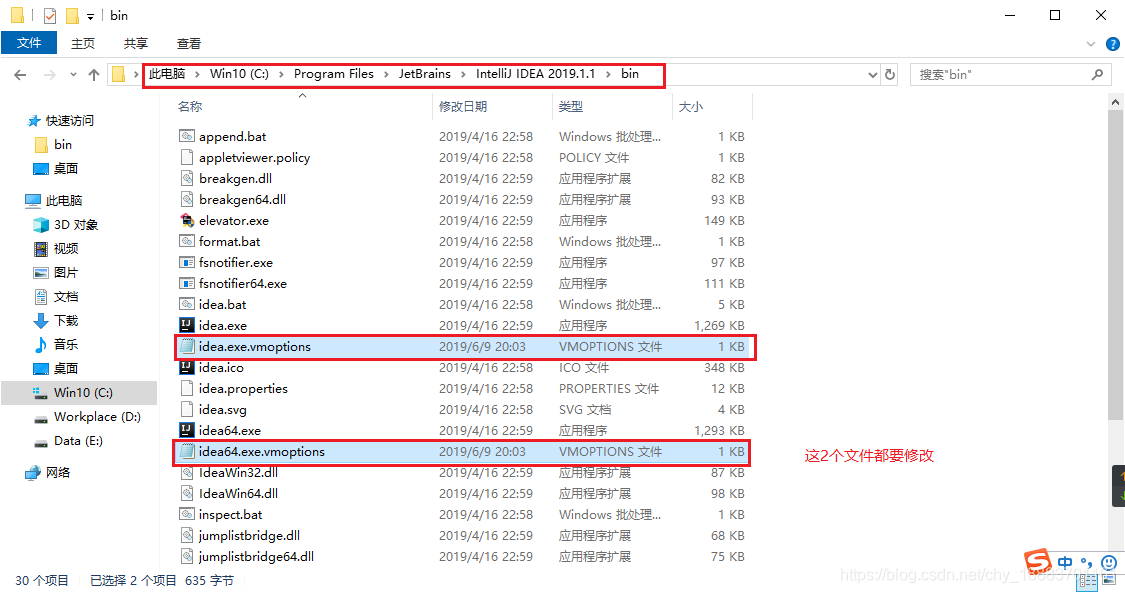 bin
文件 主页 共享 查看
此电脑 Win10 (C:) Program Files JetBrains IntelliJ IDEA 2019.1.1 bin 搜索"bin"
名称 修改日期 类型 大小
快速访问
bin
桌面
此电脑
3D 对象
视频
图片
文档
下载
音乐
桌面
Win10 (C:)
Workplace (D:)
Data (E:)
网络
append.bat 2019/4/16 22:58 Windows 批处理... 1 KB
appletviewer.policy 2019/4/16 22:58 POLICY 文件 1 KB
breakgen.dll 2019/4/16 22:59 应用程序扩展 82 KB
breakgen64.dll 2019/4/16 22:59 应用程序扩展 93 KB
elevator.exe 2019/4/16 22:59 应用程序 149 KB
format.bat 2019/4/16 22:58 Windows 批处理... 1 KB
fsnotifier.exe 2019/4/16 22:59 应用程序 97 KB
fsnotifier64.exe 2019/4/16 22:59 应用程序 111 KB
idea.bat 2019/4/16 22:58 Windows 批处理... 5 KB
idea.exe 2019/4/16 22:59 应用程序 1,269 KB
idea.exe.vmoptions 2019/6/9 20:03 VMOPTIONS 文件 1 KB
idea.ico 2019/4/16 22:58 ICO 文件 348 KB
idea.properties 2019/4/16 22:58 PROPERTIES 文件 12 KB
idea.svg 2019/4/16 22:58 SVG 文档 4 KB
idea64.exe 2019/4/16 22:59 应用程序 1,293 KB
idea64.exe.vmoptions 2019/6/9 20:03 VMOPTIONS 文件 1 KB
IdeaWin32.dll 2019/4/16 22:59 应用程序扩展 87 KB
IdeaWin64.dll 2019/4/16 22:59 应用程序扩展 98 KB
inspect.bat 2019/4/16 22:58 Windows 批处理... 1 KB
jumplistbridge.dll 2019/4/16 22:59 应用程序扩展 68 KB
jumplistbridge64.dll 2019/4/16 22:59 应用程序扩展 75 KB
这2个文件都要修改
中
30 个项目 已选择 2 个项目 635 字节